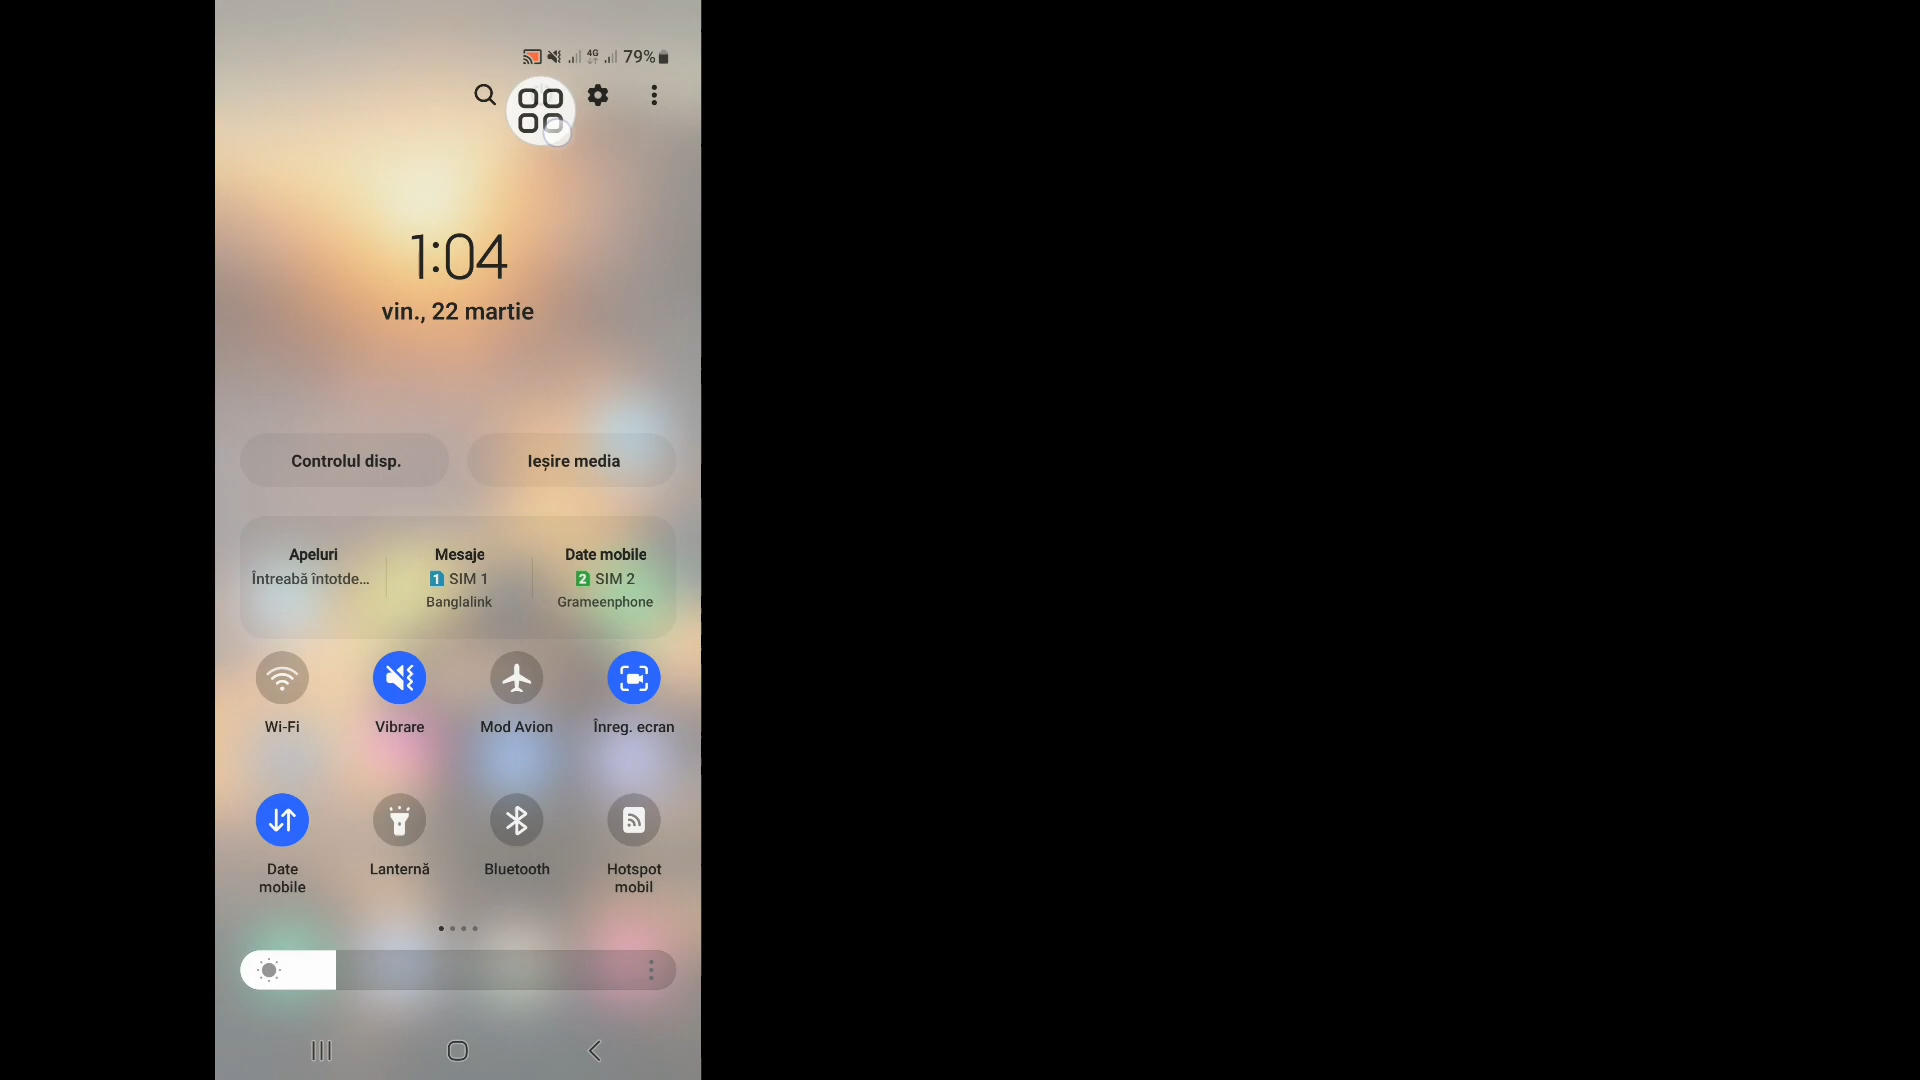 4G 79%
1:04
vin., 22 martie
Controlul disp. Ieșire media
Apeluri Mesaje Date mobile
Întreabă întotde... 1 SIM 1 2 SIM 2
Banglalink Grameenphone
Wi-Fi Vibrare Mod Avion Înreg. ecran
Date Lanternă Bluetooth Hotspot
mobile mobil